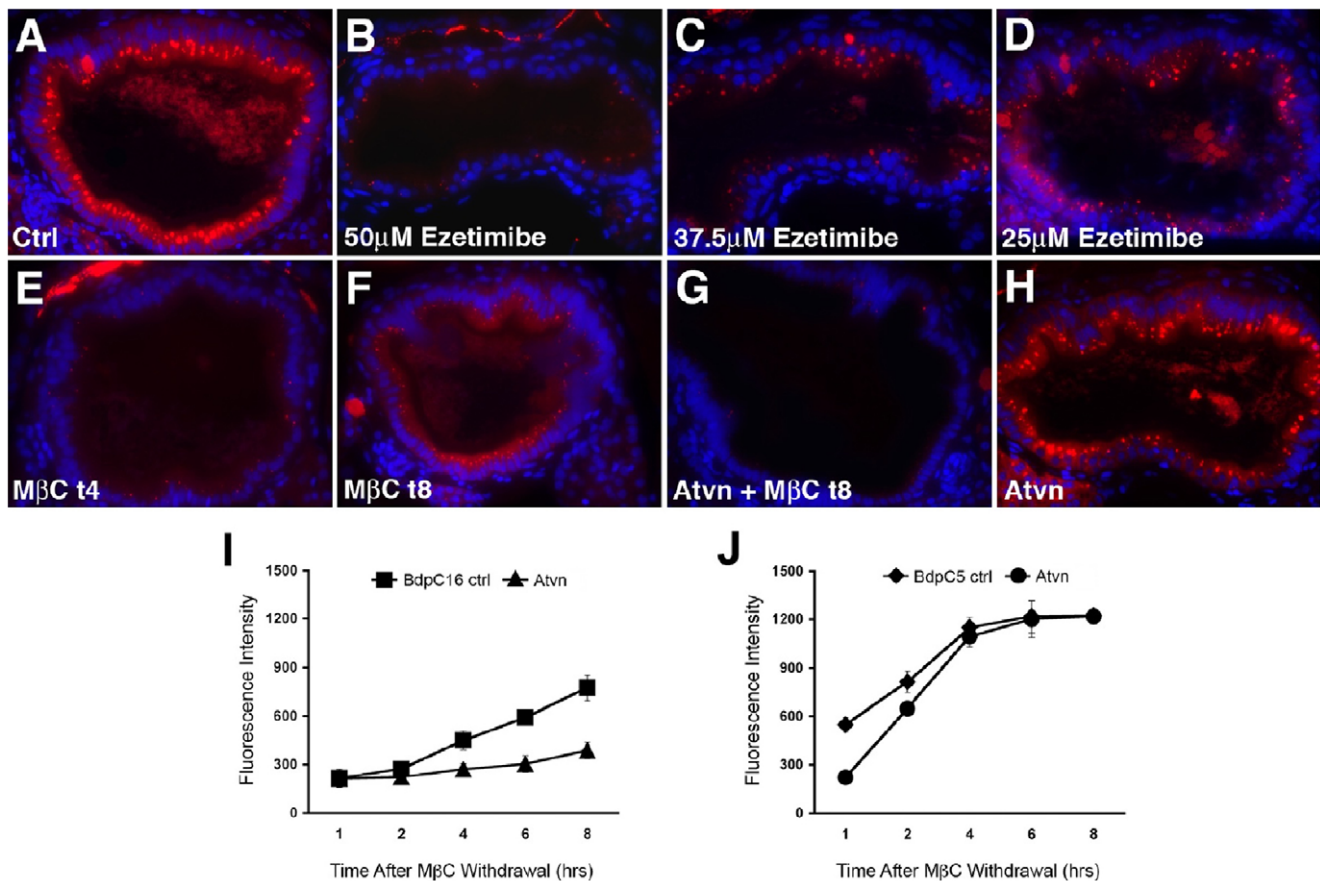 A
B
C
D
Ctrl
50μM Ezetimibe
37.5μM Ezetimibe
25μM Ezetimibe
E
F
G
H
MβC t4
MβC t8
Atvn + MβC t8
Atvn
I
BdpC16 ctrl
Atvn
1500
1200
900
600
300
0
Fluorescence Intensity
1
2
4
6
8
Time After MβC Withdrawal (hrs)
J
BdpC5 ctrl
Atvn
1500
1200
900
600
300
0
Fluorescence Intensity
1
2
4
6
8
Time After MβC Withdrawal (hrs)